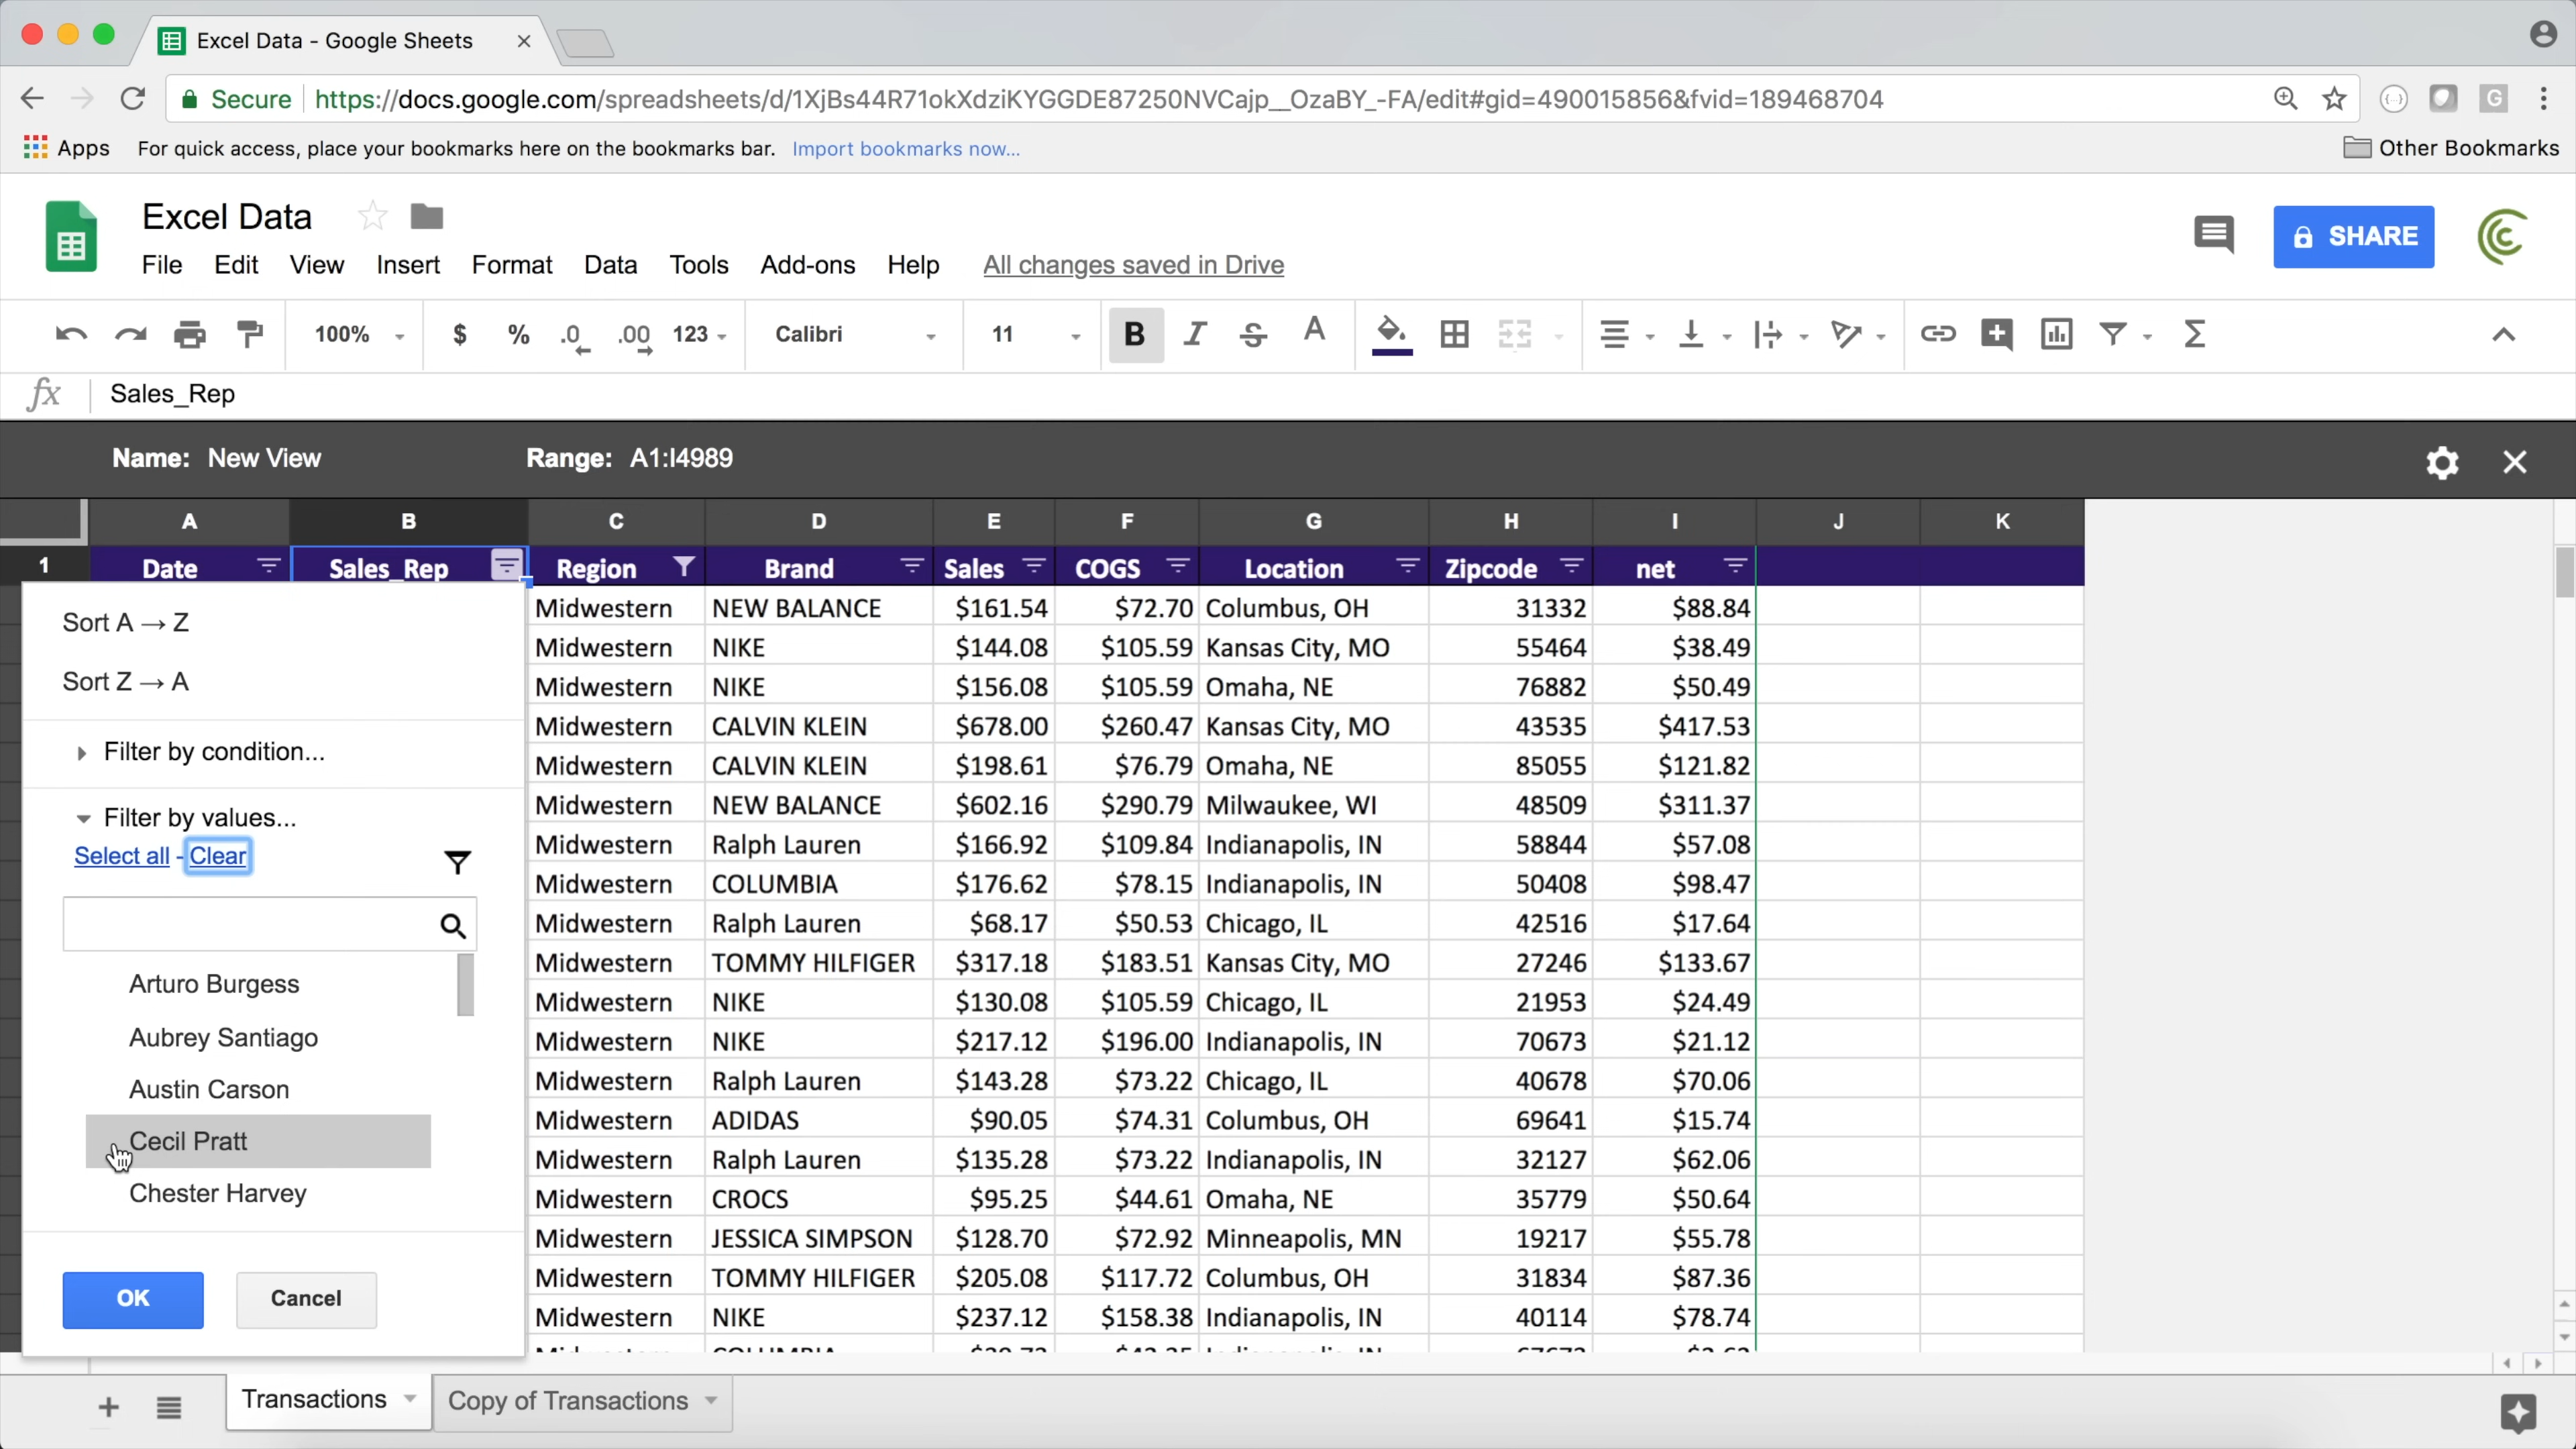 Excel Data - Google Sheets
Secure https://docs.google.com/spreadsheets/d/1XjBs44R71okXdziKYGGDE87250NVCajp__OzaBY_-FA/edit#gid=490015856&fvid=189468704
Apps For quick access, place your bookmarks here on the bookmarks bar. Import bookmarks now... Other Bookmarks
Excel Data
SHARE
File Edit View Insert Format Data Tools Add-ons Help All changes saved in Drive
100% $ % .0 .00 123 Calibri 11 B I S A
fx Sales_Rep
Name: New View Range: A1:I4989
A B C D E F G H I J K
1 Date Sales_Rep Region Brand Sales COGS Location Zipcode net
Midwestern NEW BALANCE $161.54 $72.70 Columbus, OH 31332 $88.84
Midwestern NIKE $144.08 $105.59 Kansas City, MO 55464 $38.49
Midwestern NIKE $156.08 $105.59 Omaha, NE 76882 $50.49
Midwestern CALVIN KLEIN $678.00 $260.47 Kansas City, MO 43535 $417.53
Midwestern CALVIN KLEIN $198.61 $76.79 Omaha, NE 85055 $121.82
Midwestern NEW BALANCE $602.16 $290.79 Milwaukee, WI 48509 $311.37
Midwestern Ralph Lauren $166.92 $109.84 Indianapolis, IN 58844 $57.08
Midwestern COLUMBIA $176.62 $78.15 Indianapolis, IN 50408 $98.47
Midwestern Ralph Lauren $68.17 $50.53 Chicago, IL 42516 $17.64
Midwestern TOMMY HILFIGER $317.18 $183.51 Kansas City, MO 27246 $133.67
Midwestern NIKE $130.08 $105.59 Chicago, IL 21953 $24.49
Midwestern NIKE $217.12 $196.00 Indianapolis, IN 70673 $21.12
Midwestern Ralph Lauren $143.28 $73.22 Chicago, IL 40678 $70.06
Midwestern ADIDAS $90.05 $74.31 Columbus, OH 69641 $15.74
Midwestern Ralph Lauren $135.28 $73.22 Indianapolis, IN 32127 $62.06
Midwestern CROCS $95.25 $44.61 Omaha, NE 35779 $50.64
Midwestern JESSICA SIMPSON $128.70 $72.92 Minneapolis, MN 19217 $55.78
Midwestern TOMMY HILFIGER $205.08 $117.72 Columbus, OH 31834 $87.36
Midwestern NIKE $237.12 $158.38 Indianapolis, IN 40114 $78.74
Sort A → Z
Sort Z → A
Filter by condition...
Filter by values...
Select all - Clear
Arturo Burgess
Aubrey Santiago
Austin Carson
Cecil Pratt
Chester Harvey
OK Cancel
Transactions Copy of Transactions